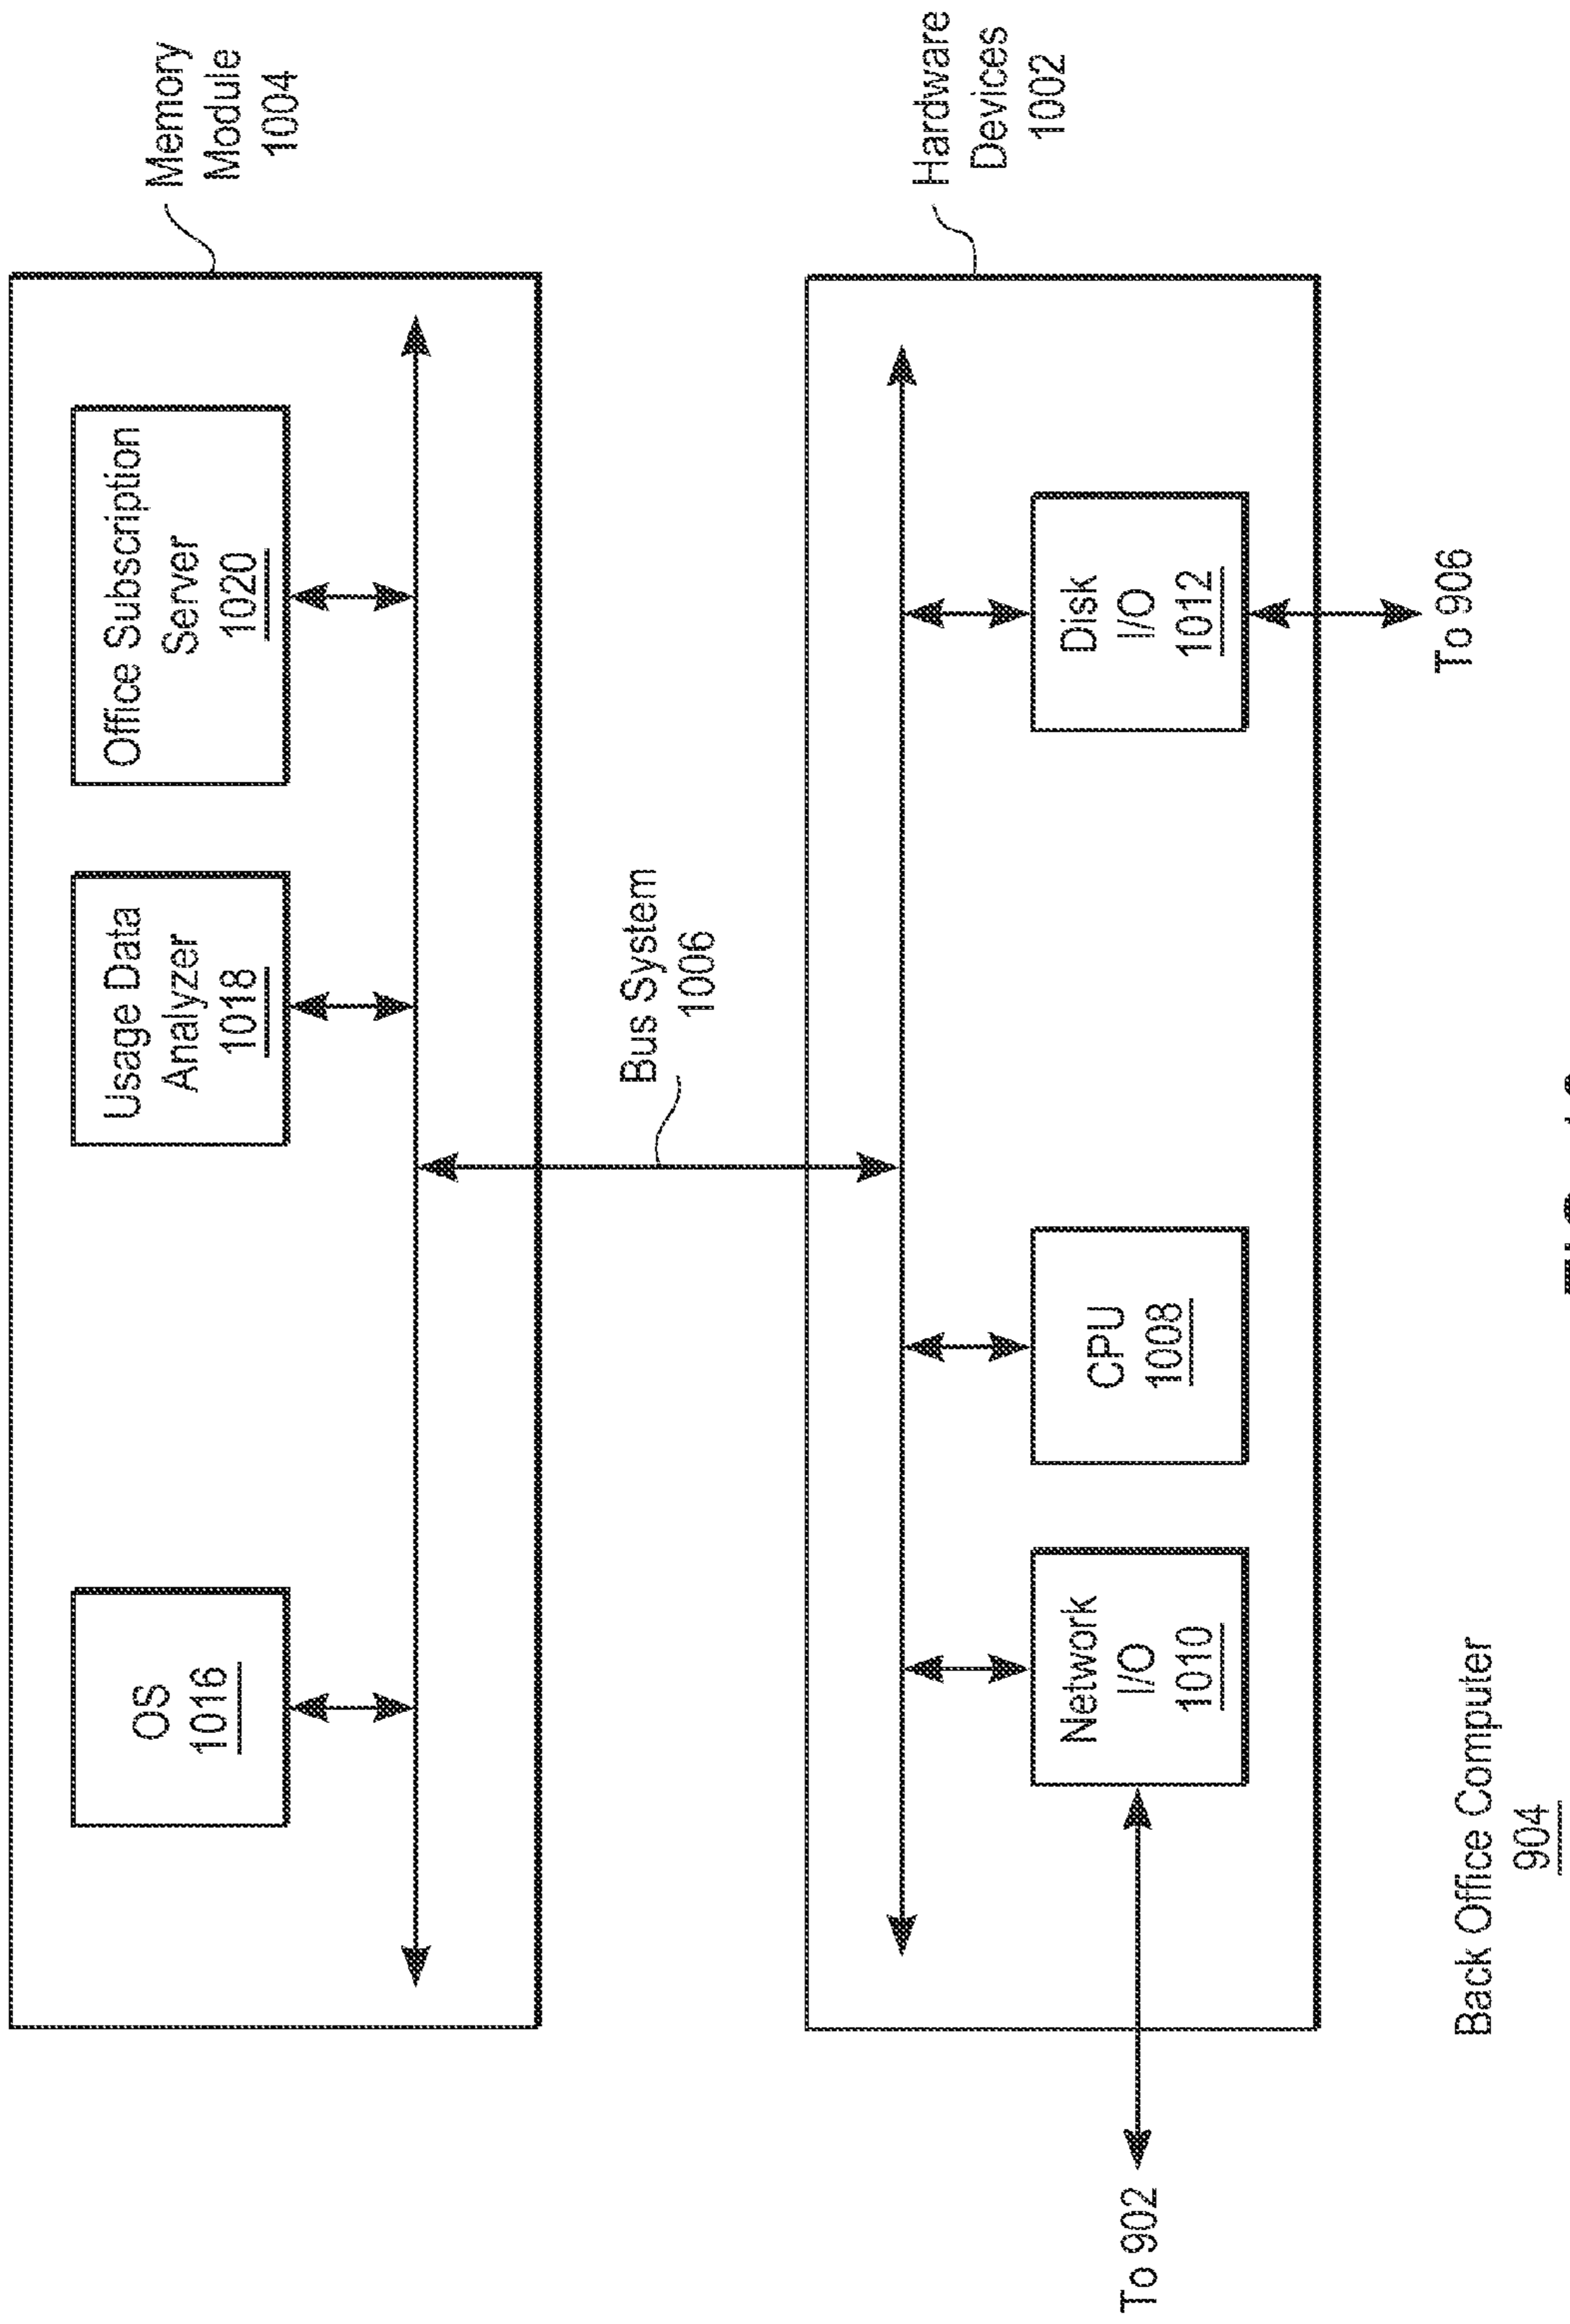 Memory
Module
1004
OS
1016
Usage Data
Analyzer
1018
Office Subscription
Server
1020
Bus System
1006
Hardware
Devices
1002
Network
I/O
1010
CPU
1008
Disk
I/O
1012
To 902
To 906
Back Office Computer
904